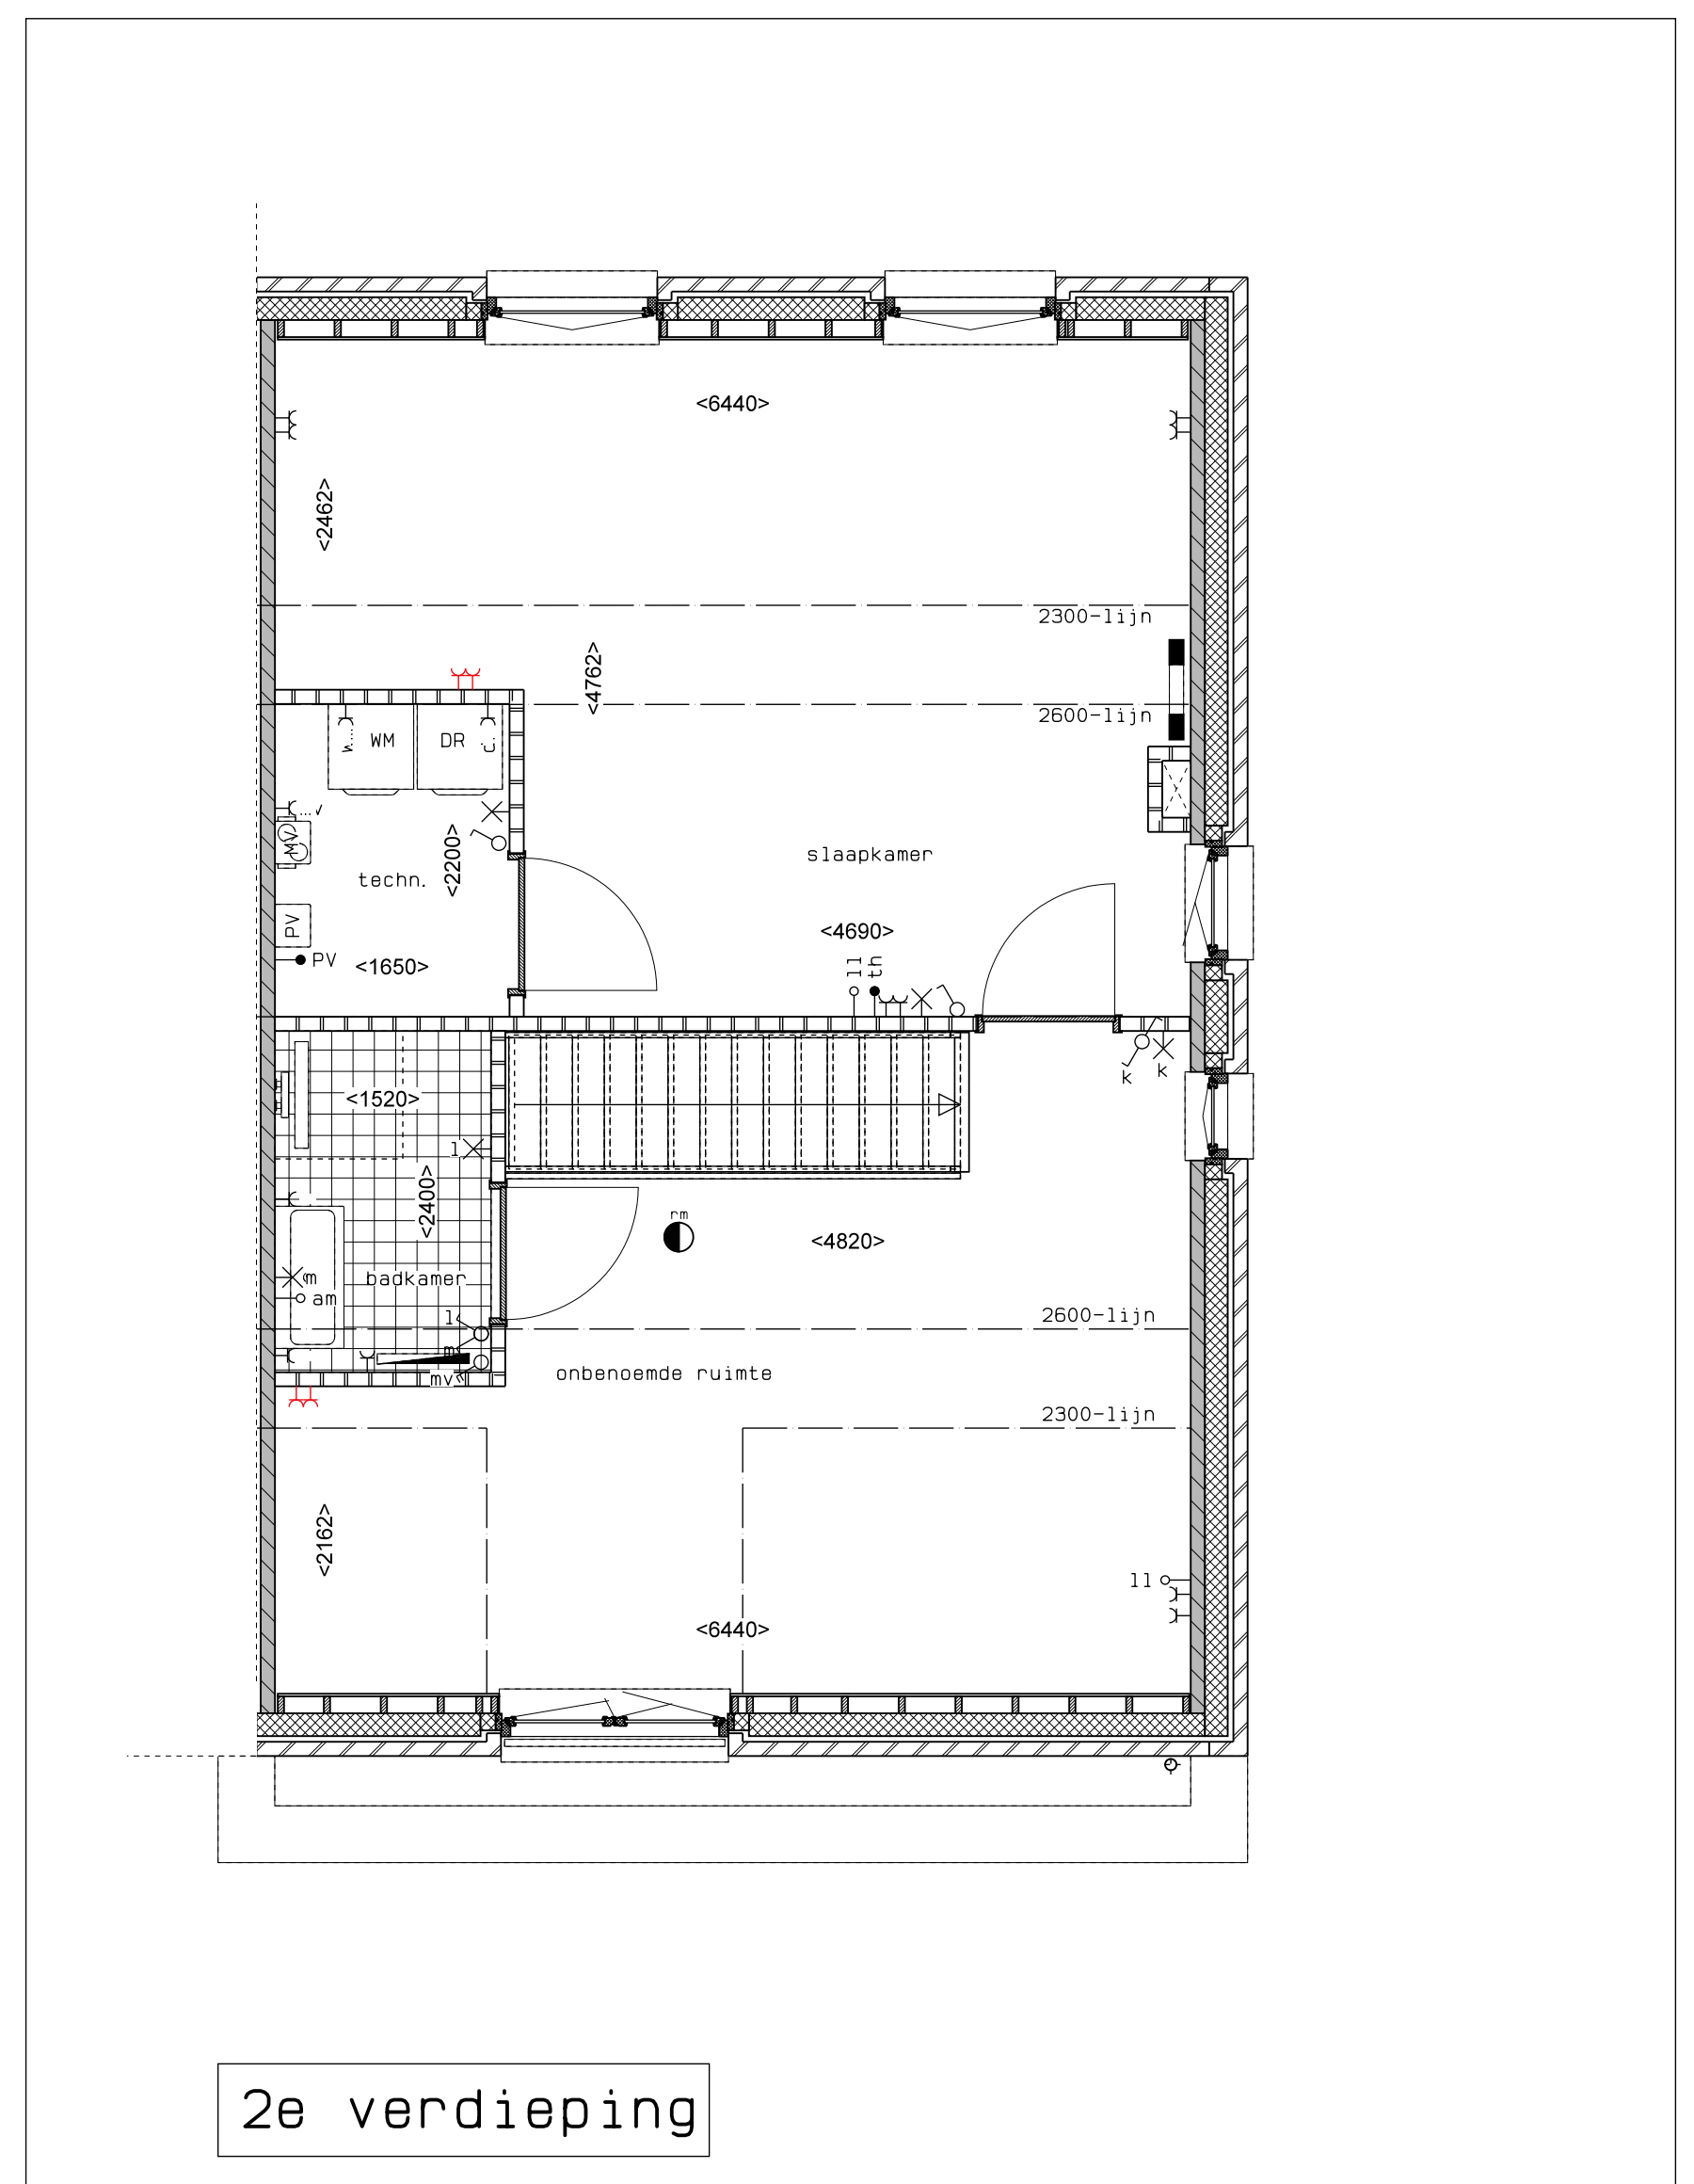 <6440>
<2462>
2300-lijn
<4762>
2600-lijn
WM
DR
MV
<2200>
slaapkamer
techn.
PV
<4690>
PV
<1650>
ll
th
k
k
<1520>
l
<2400>
rm
<4820>
m
badkamer
am
l
2600-lijn
m
mv
onbenoemde ruimte
2300-lijn
<2162>
ll
<6440>
2e verdieping